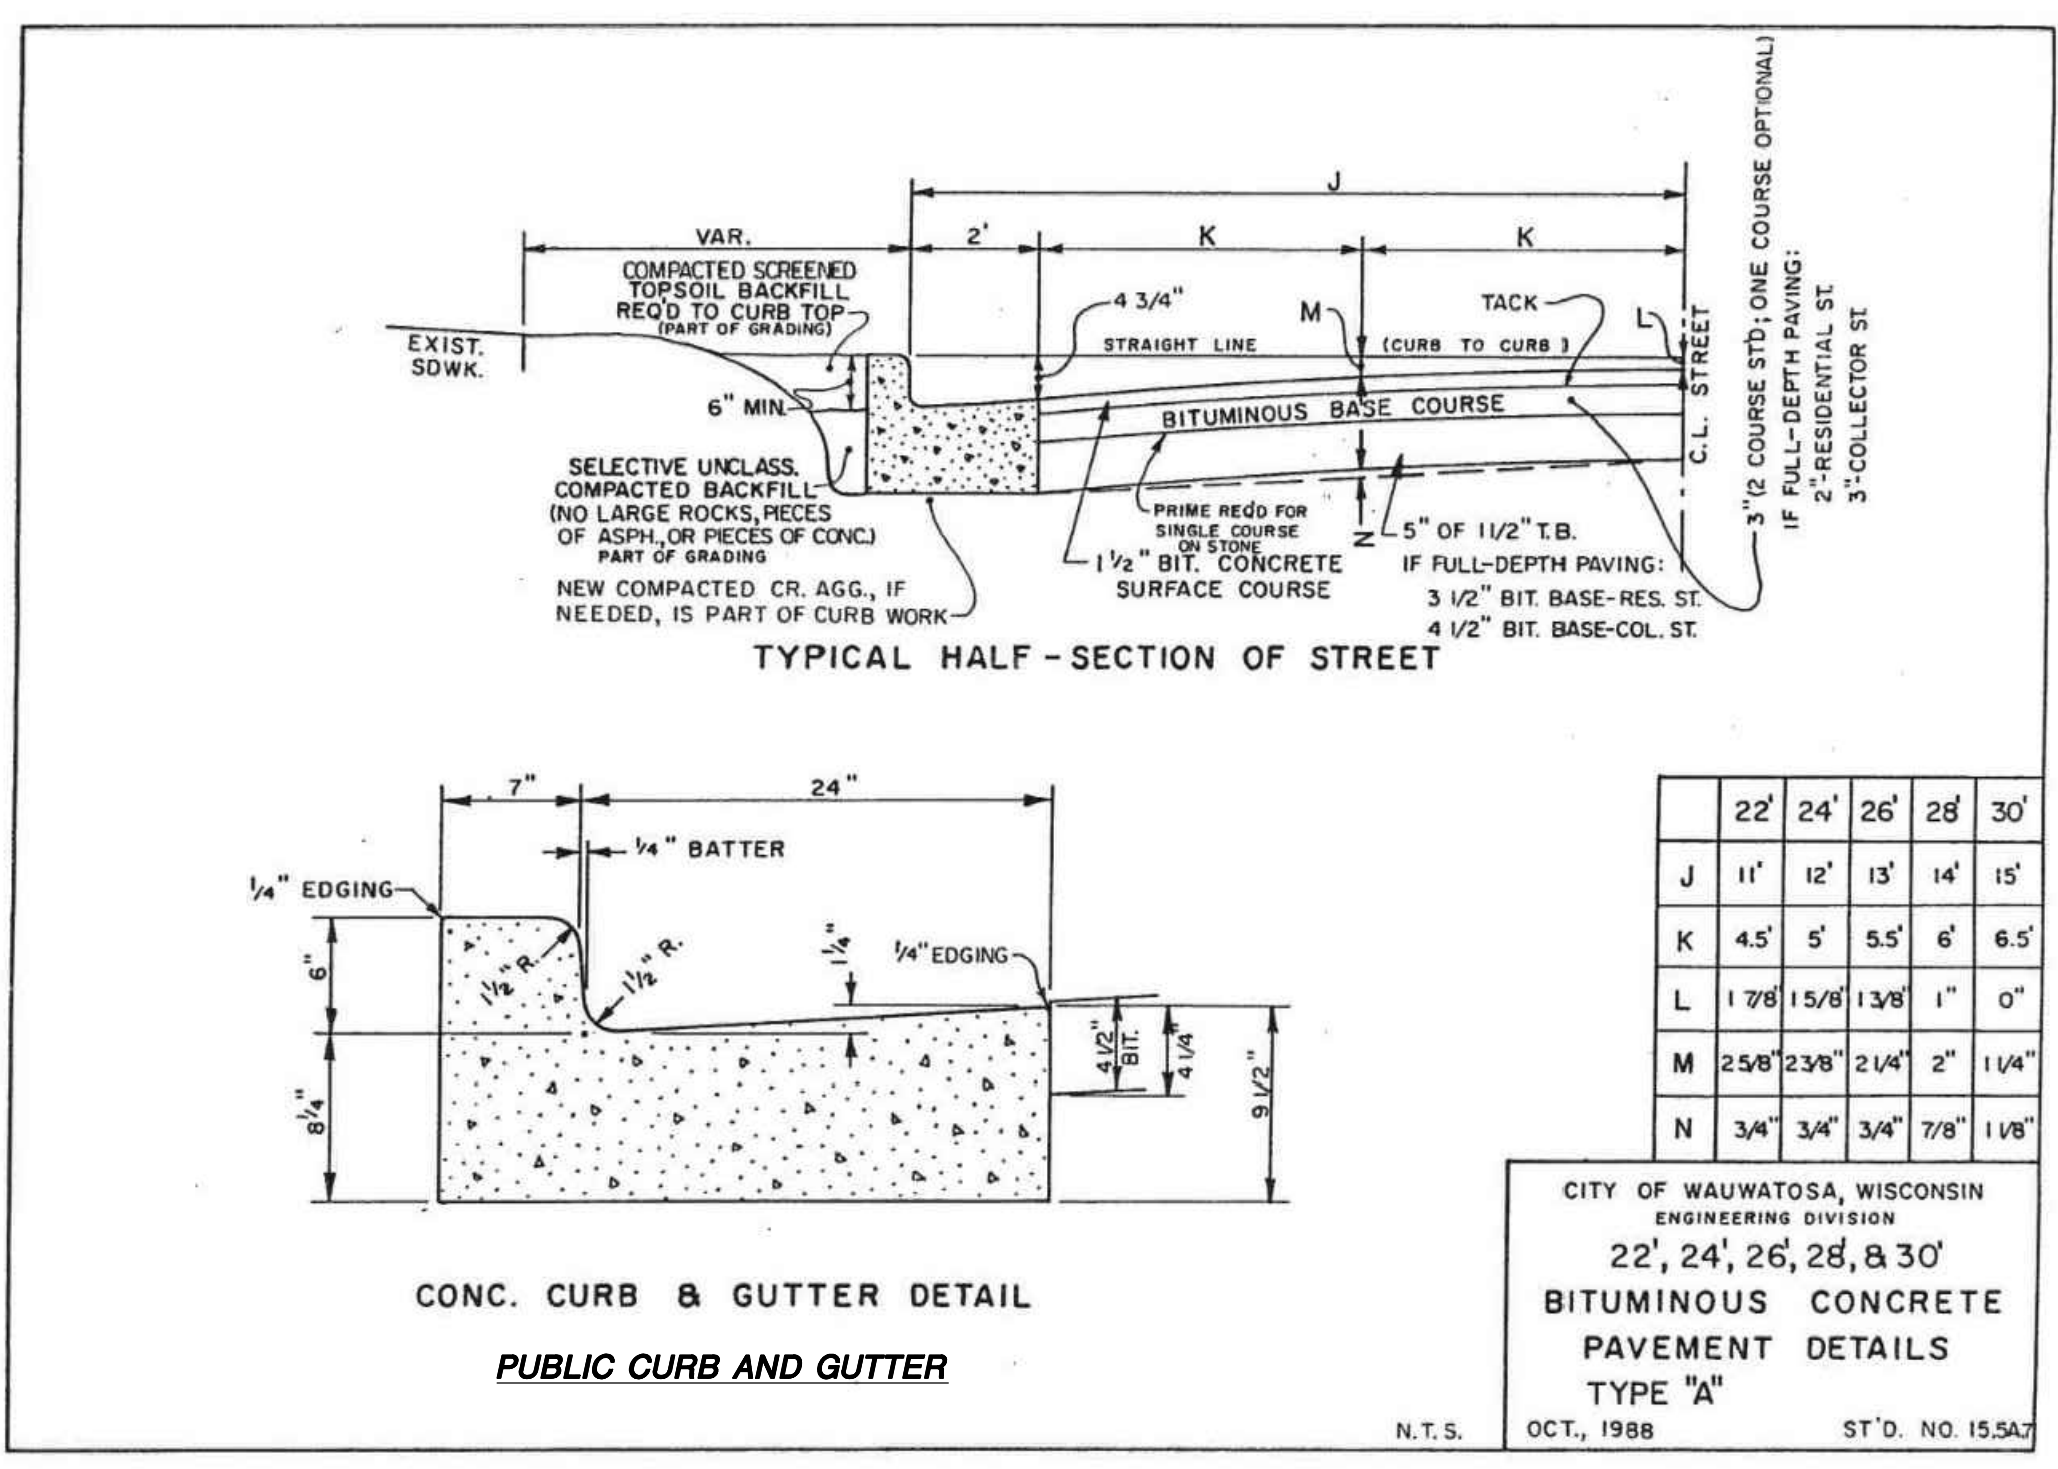 J
VAR.
2'
K
K
COMPACTED SCREENED
TOPSOIL BACKFILL
REQ'D TO CURB TOP
(PART OF GRADING)
4 3/4"
M
TACK
L
EXIST.
SDWK.
STRAIGHT LINE (CURB TO CURB)
6" MIN.
BITUMINOUS BASE COURSE
C.L. STREET
3" (2 COURSE STD; ONE COURSE OPTIONAL)
IF FULL-DEPTH PAVING:
2"-RESIDENTIAL ST.
3"-COLLECTOR ST.
SELECTIVE UNCLASS.
COMPACTED BACKFILL
(NO LARGE ROCKS, PIECES
OF ASPH., OR PIECES OF CONC.)
PART OF GRADING
NEW COMPACTED CR. AGG., IF
NEEDED, IS PART OF CURB WORK
PRIME REQ'D FOR
SINGLE COURSE
ON STONE
1 1/2" BIT. CONCRETE
SURFACE COURSE
N
5" OF 1 1/2" T.B.
IF FULL-DEPTH PAVING:
3 1/2" BIT. BASE-RES. ST.
4 1/2" BIT. BASE-COL. ST.
TYPICAL HALF-SECTION OF STREET
7"
24"
1/4" BATTER
1/4" EDGING
6"
1 1/2" R.
1 1/2" R.
1 1/4"
1/4" EDGING
8 1/4"
4 1/2"
BIT.
4 1/4"
9 1/2"
CONC. CURB & GUTTER DETAIL
PUBLIC CURB AND GUTTER
22' 24' 26' 28' 30'
J 11' 12' 13' 14' 15'
K 4.5' 5' 5.5' 6' 6.5'
L 1 7/8" 1 5/8" 1 3/8" 1" 0"
M 2 5/8" 2 3/8" 2 1/4" 2" 1 1/4"
N 3/4" 3/4" 3/4" 7/8" 1 1/8"
CITY OF WAUWATOSA, WISCONSIN
ENGINEERING DIVISION
22', 24', 26', 28', & 30'
BITUMINOUS CONCRETE
PAVEMENT DETAILS
TYPE "A"
N.T.S.
OCT., 1988 ST'D. NO. 15.5A.7